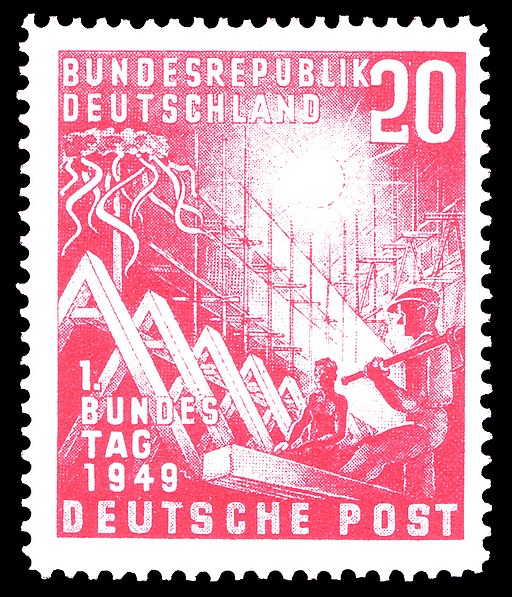 BUNDESREPUBLIK 20
DEUTSCHLAND
1.
BUNDES
TAG
1949
DEUTSCHE POST